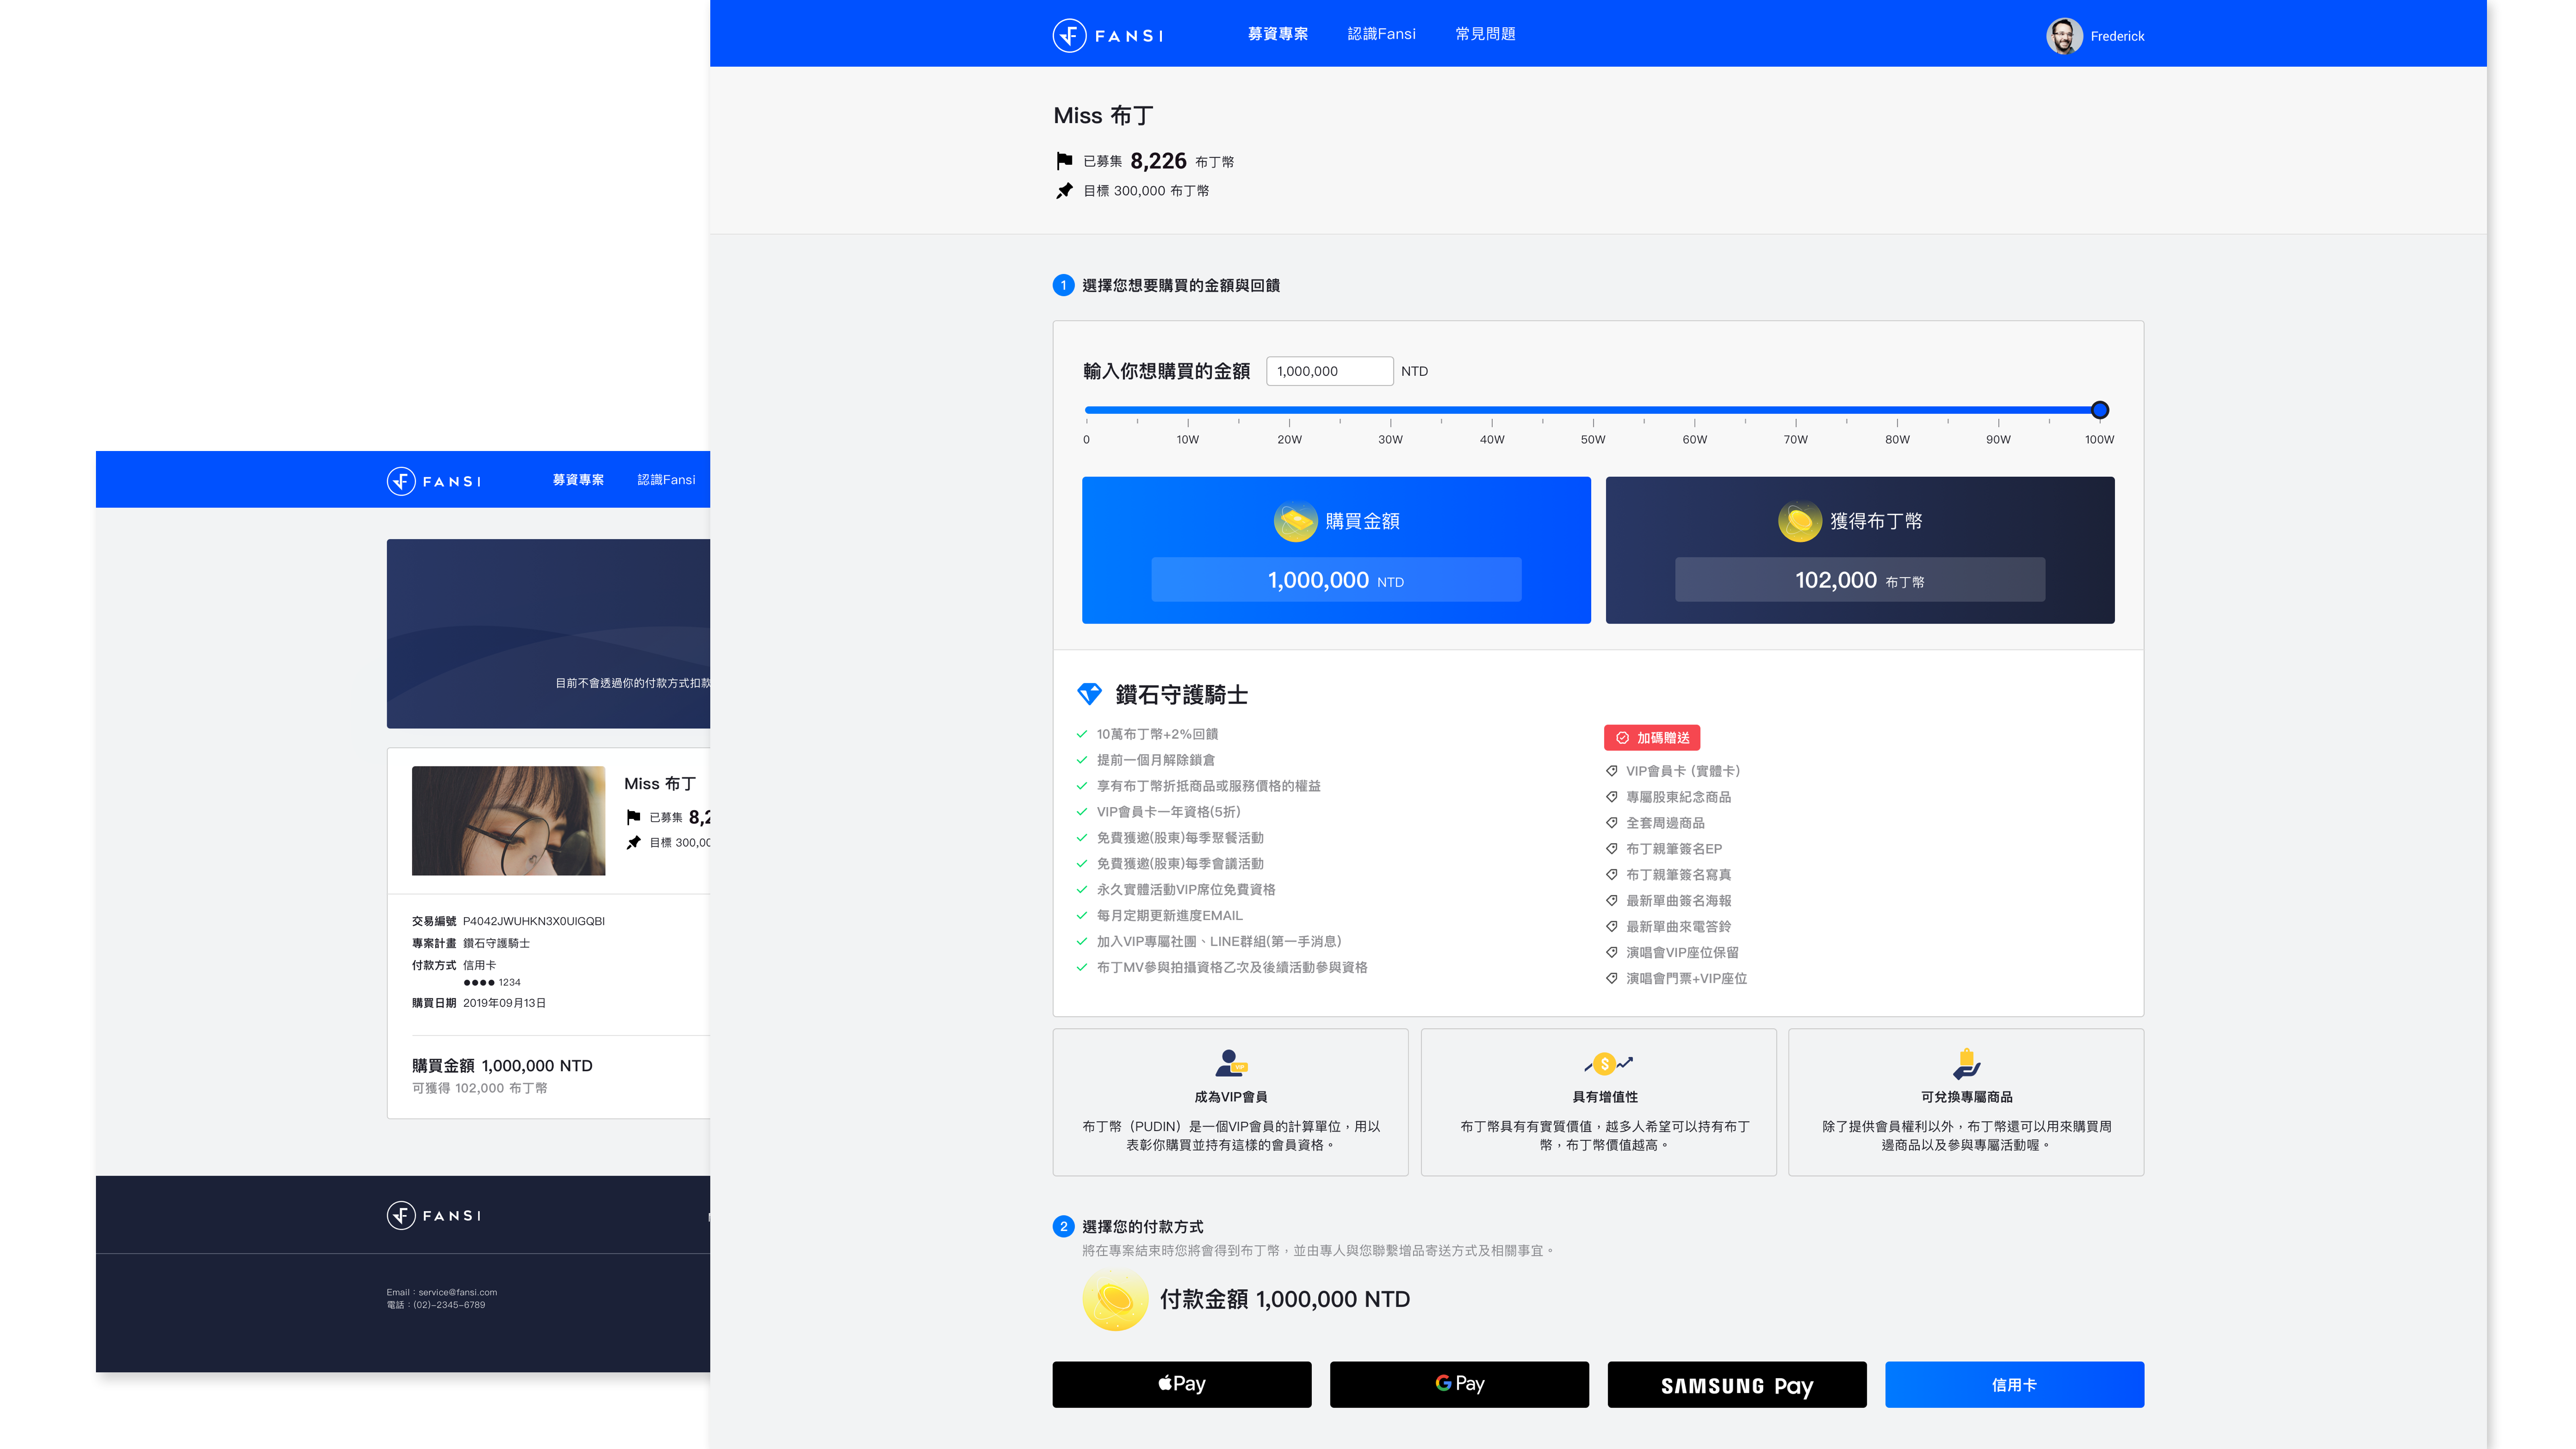 FANSI
募資專案
認識Fansi
常見問題
Frederick
Miss 布丁
已募集 8,226 布丁幣
目標 300,000 布丁幣
1 選擇您想要購買的金額與回饋
輸入你想購買的金額 1,000,000 NTD
0 10W 20W 30W 40W 50W 60W 70W 80W 90W 100W
購買金額
1,000,000 NTD
獲得布丁幣
102,000 布丁幣
鑽石守護騎士
10萬布丁幣+2%回饋
提前一個月解除鎖倉
享有布丁幣折抵商品或服務價格的權益
VIP會員卡一年資格(5折)
免費獲邀(股東)每季聚餐活動
免費獲邀(股東)每季會議活動
永久實體活動VIP席位免費資格
每月定期更新進度EMAIL
加入VIP專屬社團、LINE群組(第一手消息)
布丁MV參與拍攝資格乙次及後續活動參與資格
加碼贈送
VIP會員卡 (實體卡)
專屬股東紀念商品
全套周邊商品
布丁親筆簽名EP
布丁親筆簽名寫真
最新單曲簽名海報
最新單曲來電答鈴
演唱會VIP座位保留
演唱會門票+VIP座位
VIP
成為VIP會員
布丁幣（PUDIN）是一個VIP會員的計算單位，用以
表彰你購買並持有這樣的會員資格。
$
具有增值性
布丁幣具有有實質價值，越多人希望可以持有布丁
幣，布丁幣價值越高。
可兌換專屬商品
除了提供會員權利以外，布丁幣還可以用來購買周
邊商品以及參與專屬活動喔。
2 選擇您的付款方式
將在專案結束時您將會得到布丁幣，並由專人與您聯繫增品寄送方式及相關事宜。
付款金額 1,000,000 NTD
Pay
G Pay
SAMSUNG Pay
信用卡
FANSI
募資專案
認識Fansi
目前不會透過你的付款方式扣款
Miss 布丁
已募集 8,2
目標 300,00
交易編號 P4042JWUHKN3X0UIGQBI
專案計畫 鑽石守護騎士
付款方式 信用卡
●●●● 1234
購買日期 2019年09月13日
購買金額 1,000,000 NTD
可獲得 102,000 布丁幣
FANSI
Email：service@fansi.com
電話：(02)-2345-6789